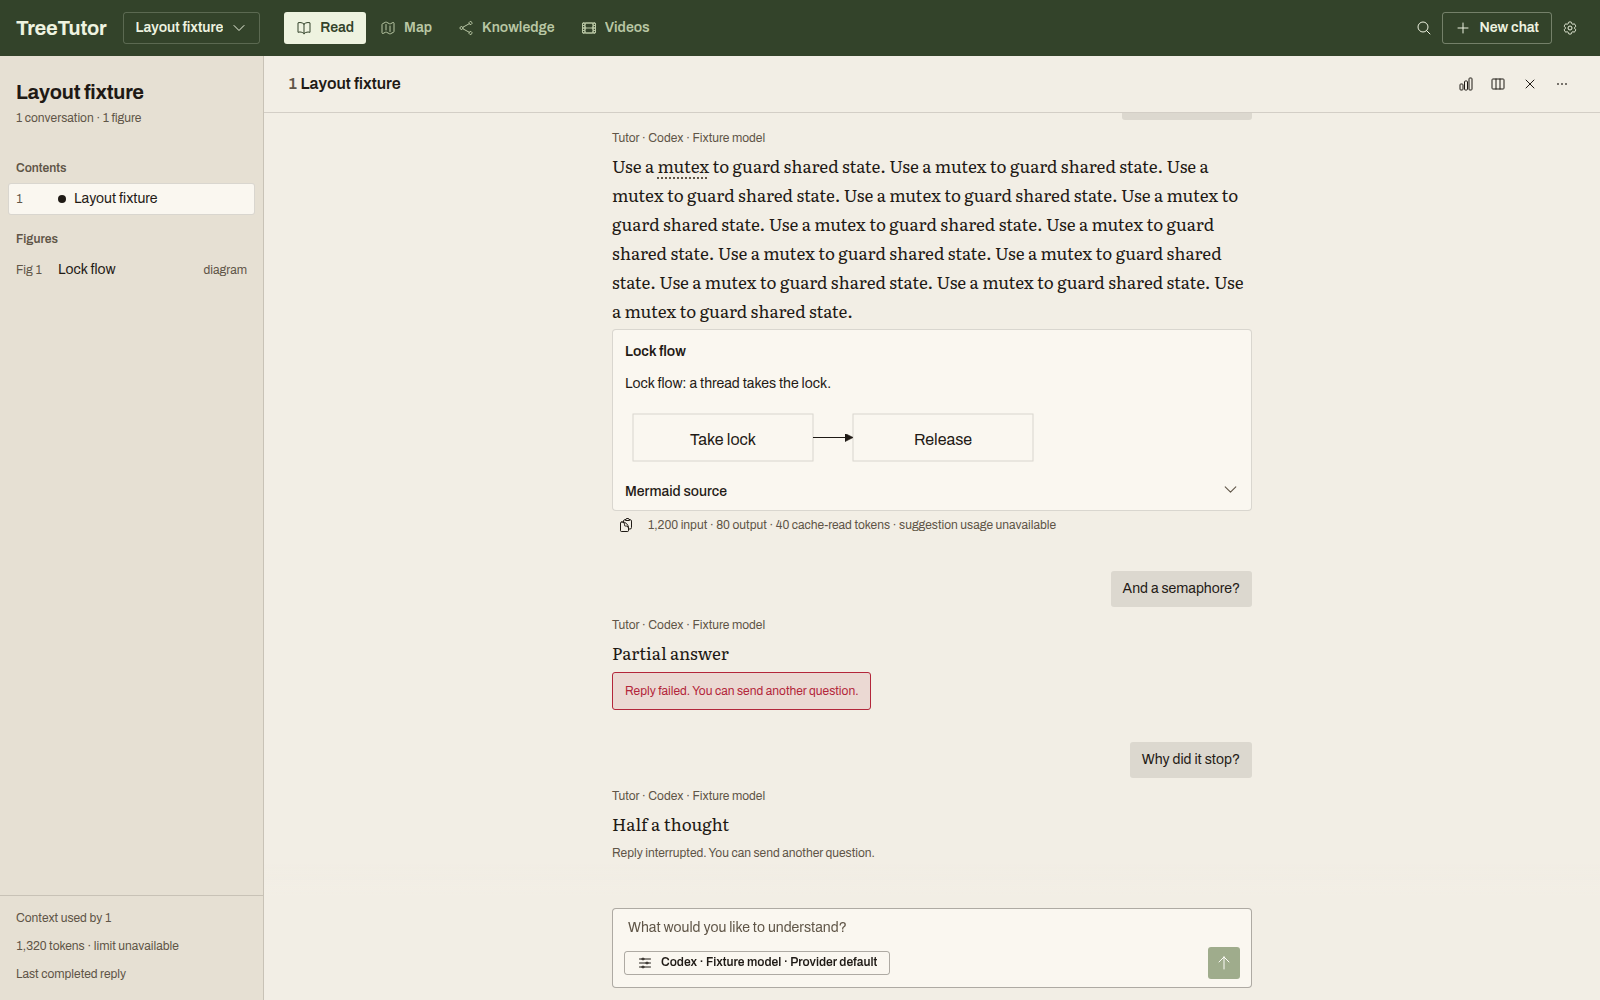 TreeTutor
Layout fixture
Read
Map
Knowledge
Videos
New chat
Layout fixture
1 conversation · 1 figure
Contents
1
Layout fixture
Figures
Fig 1
Lock flow
diagram
Context used by 1
1,320 tokens · limit unavailable
Last completed reply
1 Layout fixture
Tutor · Codex · Fixture model
Use a mutex to guard shared state. Use a mutex to guard shared state. Use a
mutex to guard shared state. Use a mutex to guard shared state. Use a mutex to
guard shared state. Use a mutex to guard shared state. Use a mutex to guard
shared state. Use a mutex to guard shared state. Use a mutex to guard shared
state. Use a mutex to guard shared state. Use a mutex to guard shared state. Use
a mutex to guard shared state.
Lock flow
Lock flow: a thread takes the lock.
Take lock
Release
Mermaid source
1,200 input · 80 output · 40 cache-read tokens · suggestion usage unavailable
And a semaphore?
Tutor · Codex · Fixture model
Partial answer
Reply failed. You can send another question.
Why did it stop?
Tutor · Codex · Fixture model
Half a thought
Reply interrupted. You can send another question.
What would you like to understand?
Codex · Fixture model · Provider default